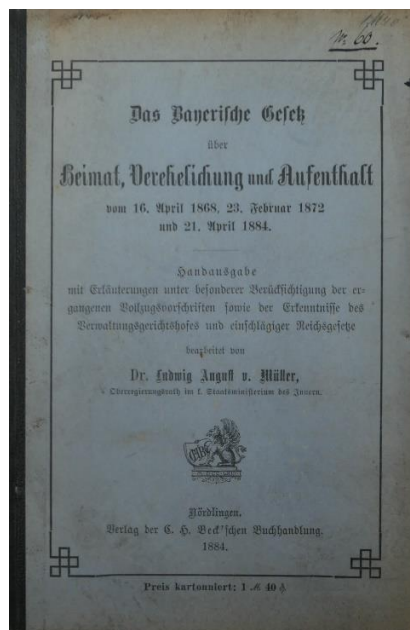 No 60.
Das Bayerische Gesetz
über
Heimat, Verehelichung und Aufenthalt
vom 16. April 1868, 23. Februar 1872
und 21. April 1884.
Handausgabe
mit Erläuterungen unter besonderer Berücksichtigung der er-
gangenen Vollzugsvorschriften sowie der Erkenntnisse des
Verwaltungsgerichtshofes und einschlägiger Reichsgesetze
bearbeitet von
Dr. Ludwig August v. Müller,
Oberregierungsrath im k. Staatsministerium des Innern.
Nördlingen.
Verlag der C. H. Beck'schen Buchhandlung.
1884.
Preis kartonniert: 1 ℳ 40 ₰